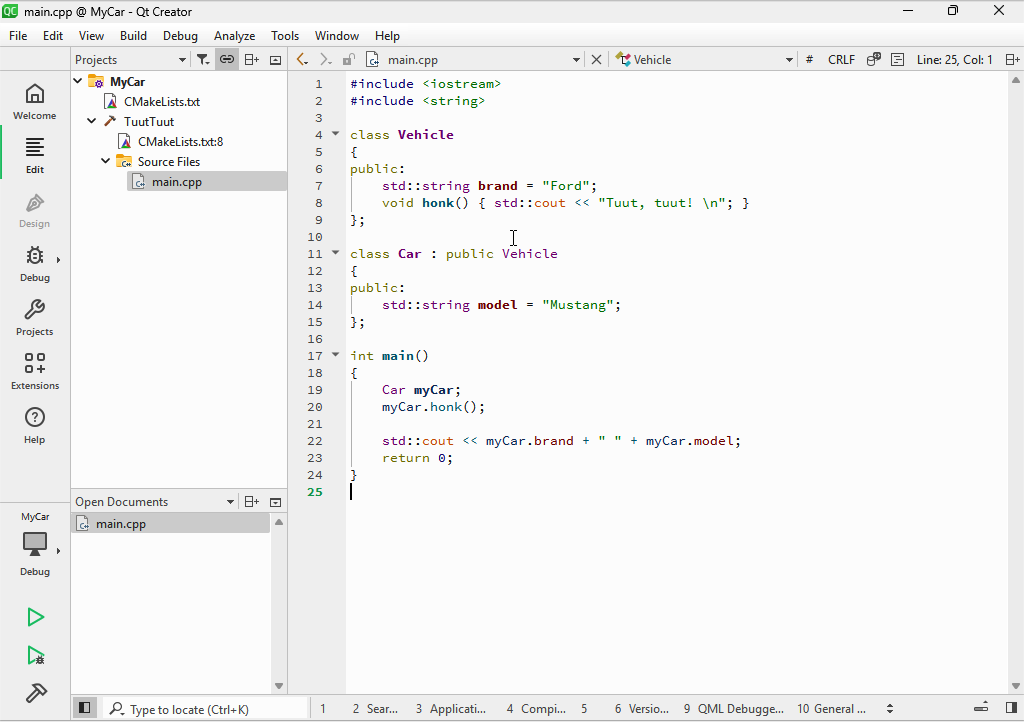 main.cpp @ MyCar - Qt Creator
File Edit View Build Debug Analyze Tools Window Help
Projects main.cpp Vehicle # CRLF Line: 25, Col: 1
Welcome
Edit
Design
Debug
Projects
Extensions
Help
MyCar
Debug
MyCar
CMakeLists.txt
TuutTuut
CMakeLists.txt:8
Source Files
main.cpp
Open Documents
main.cpp
1 #include <iostream>
2 #include <string>
3
4 class Vehicle
5 {
6 public:
7 std::string brand = "Ford";
8 void honk() { std::cout << "Tuut, tuut! \n"; }
9 };
10
11 class Car : public Vehicle
12 {
13 public:
14 std::string model = "Mustang";
15 };
16
17 int main()
18 {
19 Car myCar;
20 myCar.honk();
21
22 std::cout << myCar.brand + " " + myCar.model;
23 return 0;
24 }
25
Type to locate (Ctrl+K) 1 2 Sear... 3 Applicati... 4 Compi... 5 6 Versio... 9 QML Debugge... 10 General ...